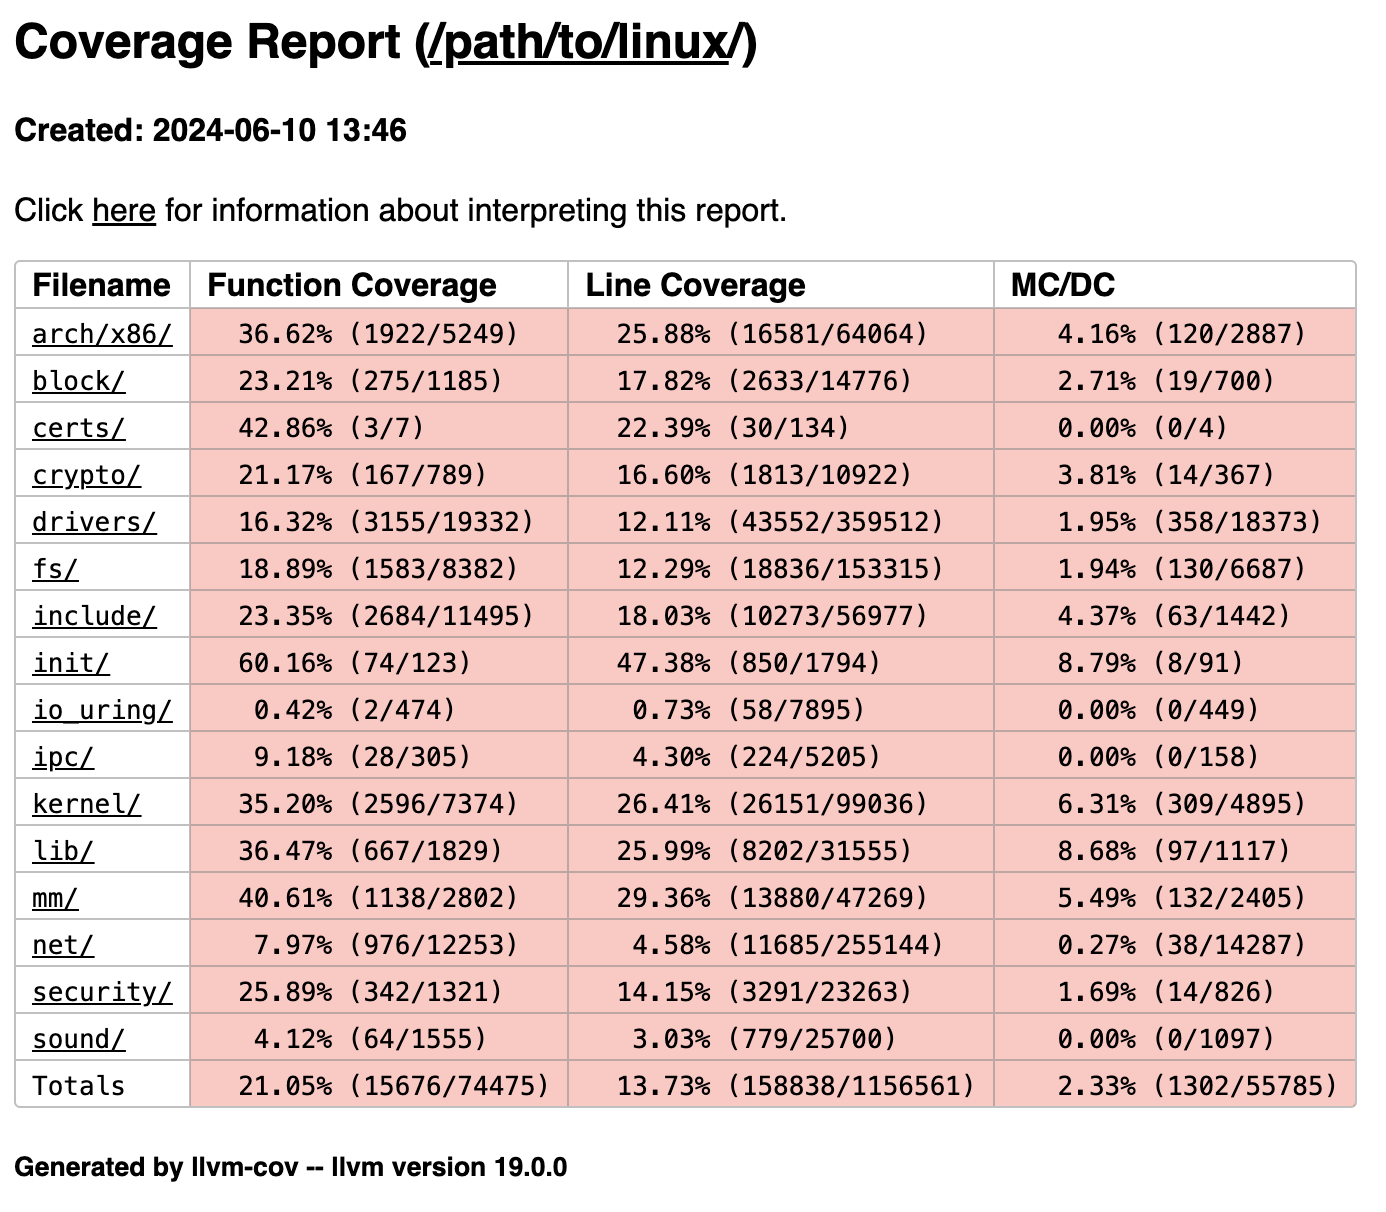 Coverage Report (/path/to/linux/)
Created: 2024-06-10 13:46
Click here for information about interpreting this report.
Filename Function Coverage Line Coverage MC/DC
arch/x86/ 36.62% (1922/5249) 25.88% (16581/64064) 4.16% (120/2887)
block/ 23.21% (275/1185) 17.82% (2633/14776) 2.71% (19/700)
certs/ 42.86% (3/7) 22.39% (30/134) 0.00% (0/4)
crypto/ 21.17% (167/789) 16.60% (1813/10922) 3.81% (14/367)
drivers/ 16.32% (3155/19332) 12.11% (43552/359512) 1.95% (358/18373)
fs/ 18.89% (1583/8382) 12.29% (18836/153315) 1.94% (130/6687)
include/ 23.35% (2684/11495) 18.03% (10273/56977) 4.37% (63/1442)
init/ 60.16% (74/123) 47.38% (850/1794) 8.79% (8/91)
io_uring/ 0.42% (2/474) 0.73% (58/7895) 0.00% (0/449)
ipc/ 9.18% (28/305) 4.30% (224/5205) 0.00% (0/158)
kernel/ 35.20% (2596/7374) 26.41% (26151/99036) 6.31% (309/4895)
lib/ 36.47% (667/1829) 25.99% (8202/31555) 8.68% (97/1117)
mm/ 40.61% (1138/2802) 29.36% (13880/47269) 5.49% (132/2405)
net/ 7.97% (976/12253) 4.58% (11685/255144) 0.27% (38/14287)
security/ 25.89% (342/1321) 14.15% (3291/23263) 1.69% (14/826)
sound/ 4.12% (64/1555) 3.03% (779/25700) 0.00% (0/1097)
Totals 21.05% (15676/74475) 13.73% (158838/1156561) 2.33% (1302/55785)
Generated by llvm-cov -- llvm version 19.0.0